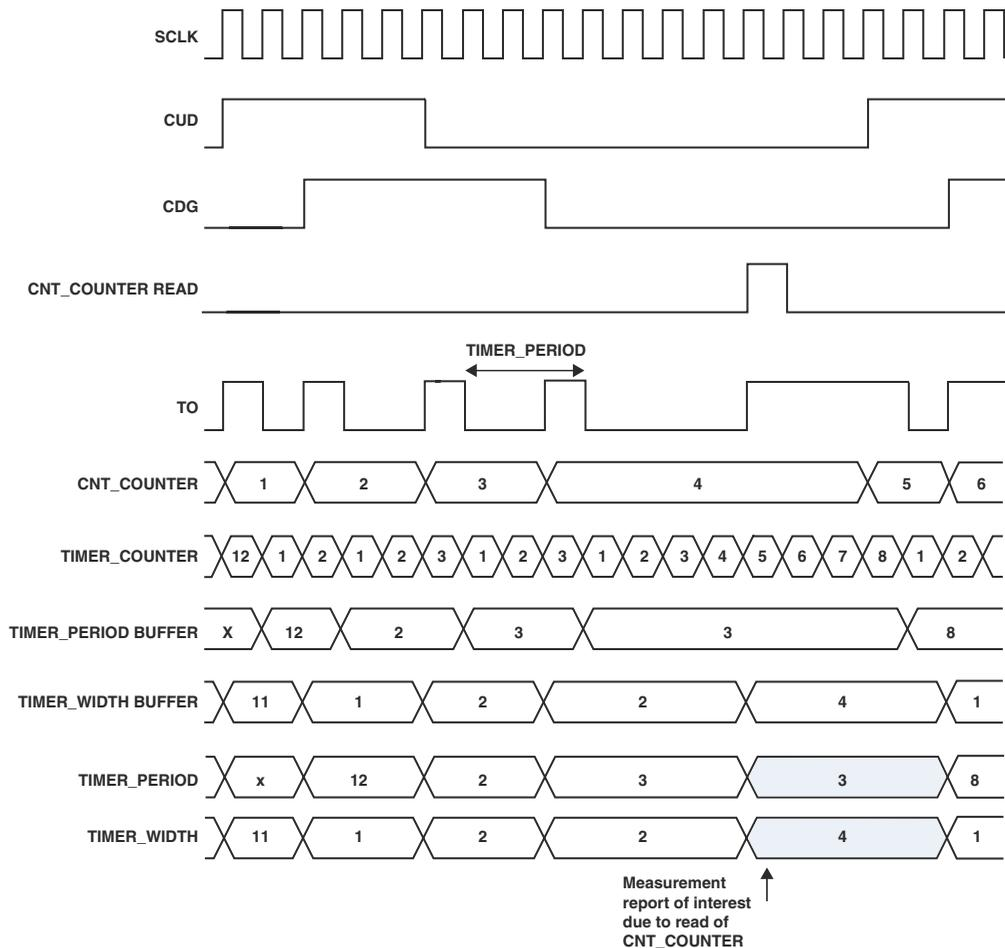 SCLK
CUD
CDG
CNT_COUNTER READ
TIMER_PERIOD
TO
CNT_COUNTER 1 2 3 4 5 6
TIMER_COUNTER 12 1 2 1 2 3 1 2 3 1 2 3 4 5 6 7 8 1 2
TIMER_PERIOD BUFFER X 12 2 3 3 8
TIMER_WIDTH BUFFER 11 1 2 2 4 1
TIMER_PERIOD x 12 2 3 3 8
TIMER_WIDTH 11 1 2 2 4 1
Measurement
report of interest
due to read of
CNT_COUNTER